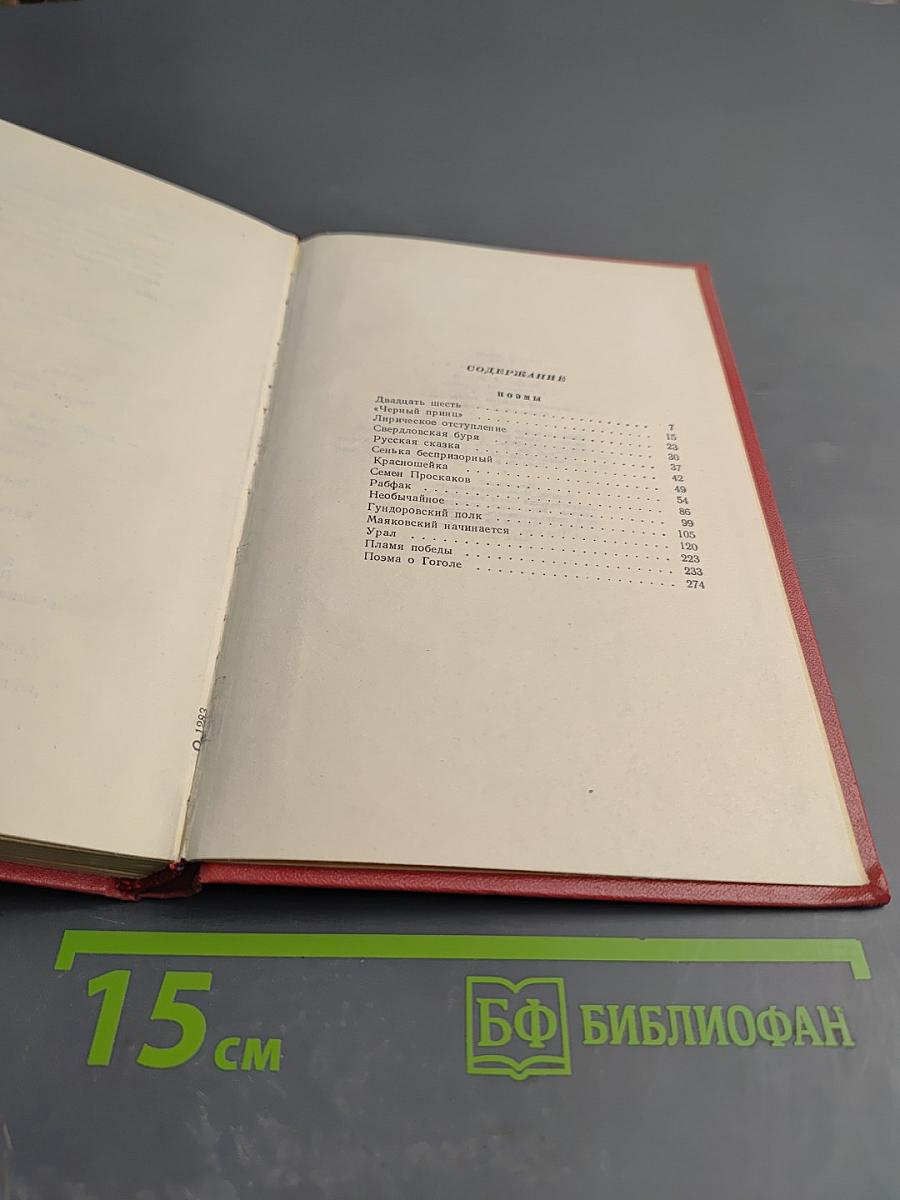 СОДЕРЖАНИЕ
ПОЭМЫ
Двадцать шесть . . . . . . . . . . . . . . . . 7
«Черный принц» . . . . . . . . . . . . . . . . 15
Лирическое отступление . . . . . . . . . . . . 23
Свердловская буря . . . . . . . . . . . . . . . 30
Русская сказка . . . . . . . . . . . . . . . . 37
Сенька беспризорный . . . . . . . . . . . . . . 42
Красношейка . . . . . . . . . . . . . . . . . . 49
Семен Проскаков . . . . . . . . . . . . . . . . 54
Рабфак . . . . . . . . . . . . . . . . . . . . 86
Необычайное . . . . . . . . . . . . . . . . . . 99
Гундоровский полк . . . . . . . . . . . . . . . 105
Маяковский начинается . . . . . . . . . . . . . 120
Урал . . . . . . . . . . . . . . . . . . . . . 223
Пламя победы . . . . . . . . . . . . . . . . . 233
Поэма о Гоголе . . . . . . . . . . . . . . . . 274
О-1283
15 см
БФ БИБЛИОФАН